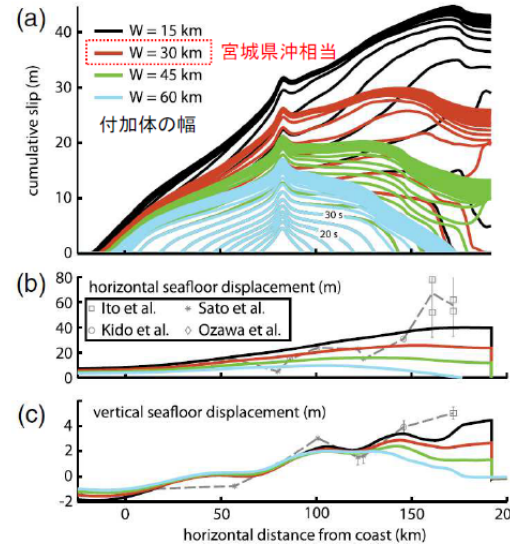 (a)
40
W = 15 km
W = 30 km
宮城県沖相当
W = 45 km
W = 60 km
付加体の幅
30
20
10
0
cumulative slip (m)
30 s
20 s
(b)
80
horizontal seafloor displacement (m)
Ito et al.
Sato et al.
Kido et al.
Ozawa et al.
60
40
20
0
(c)
vertical seafloor displacement (m)
4
2
0
-2
0
50
100
150
horizontal distance from coast (km)